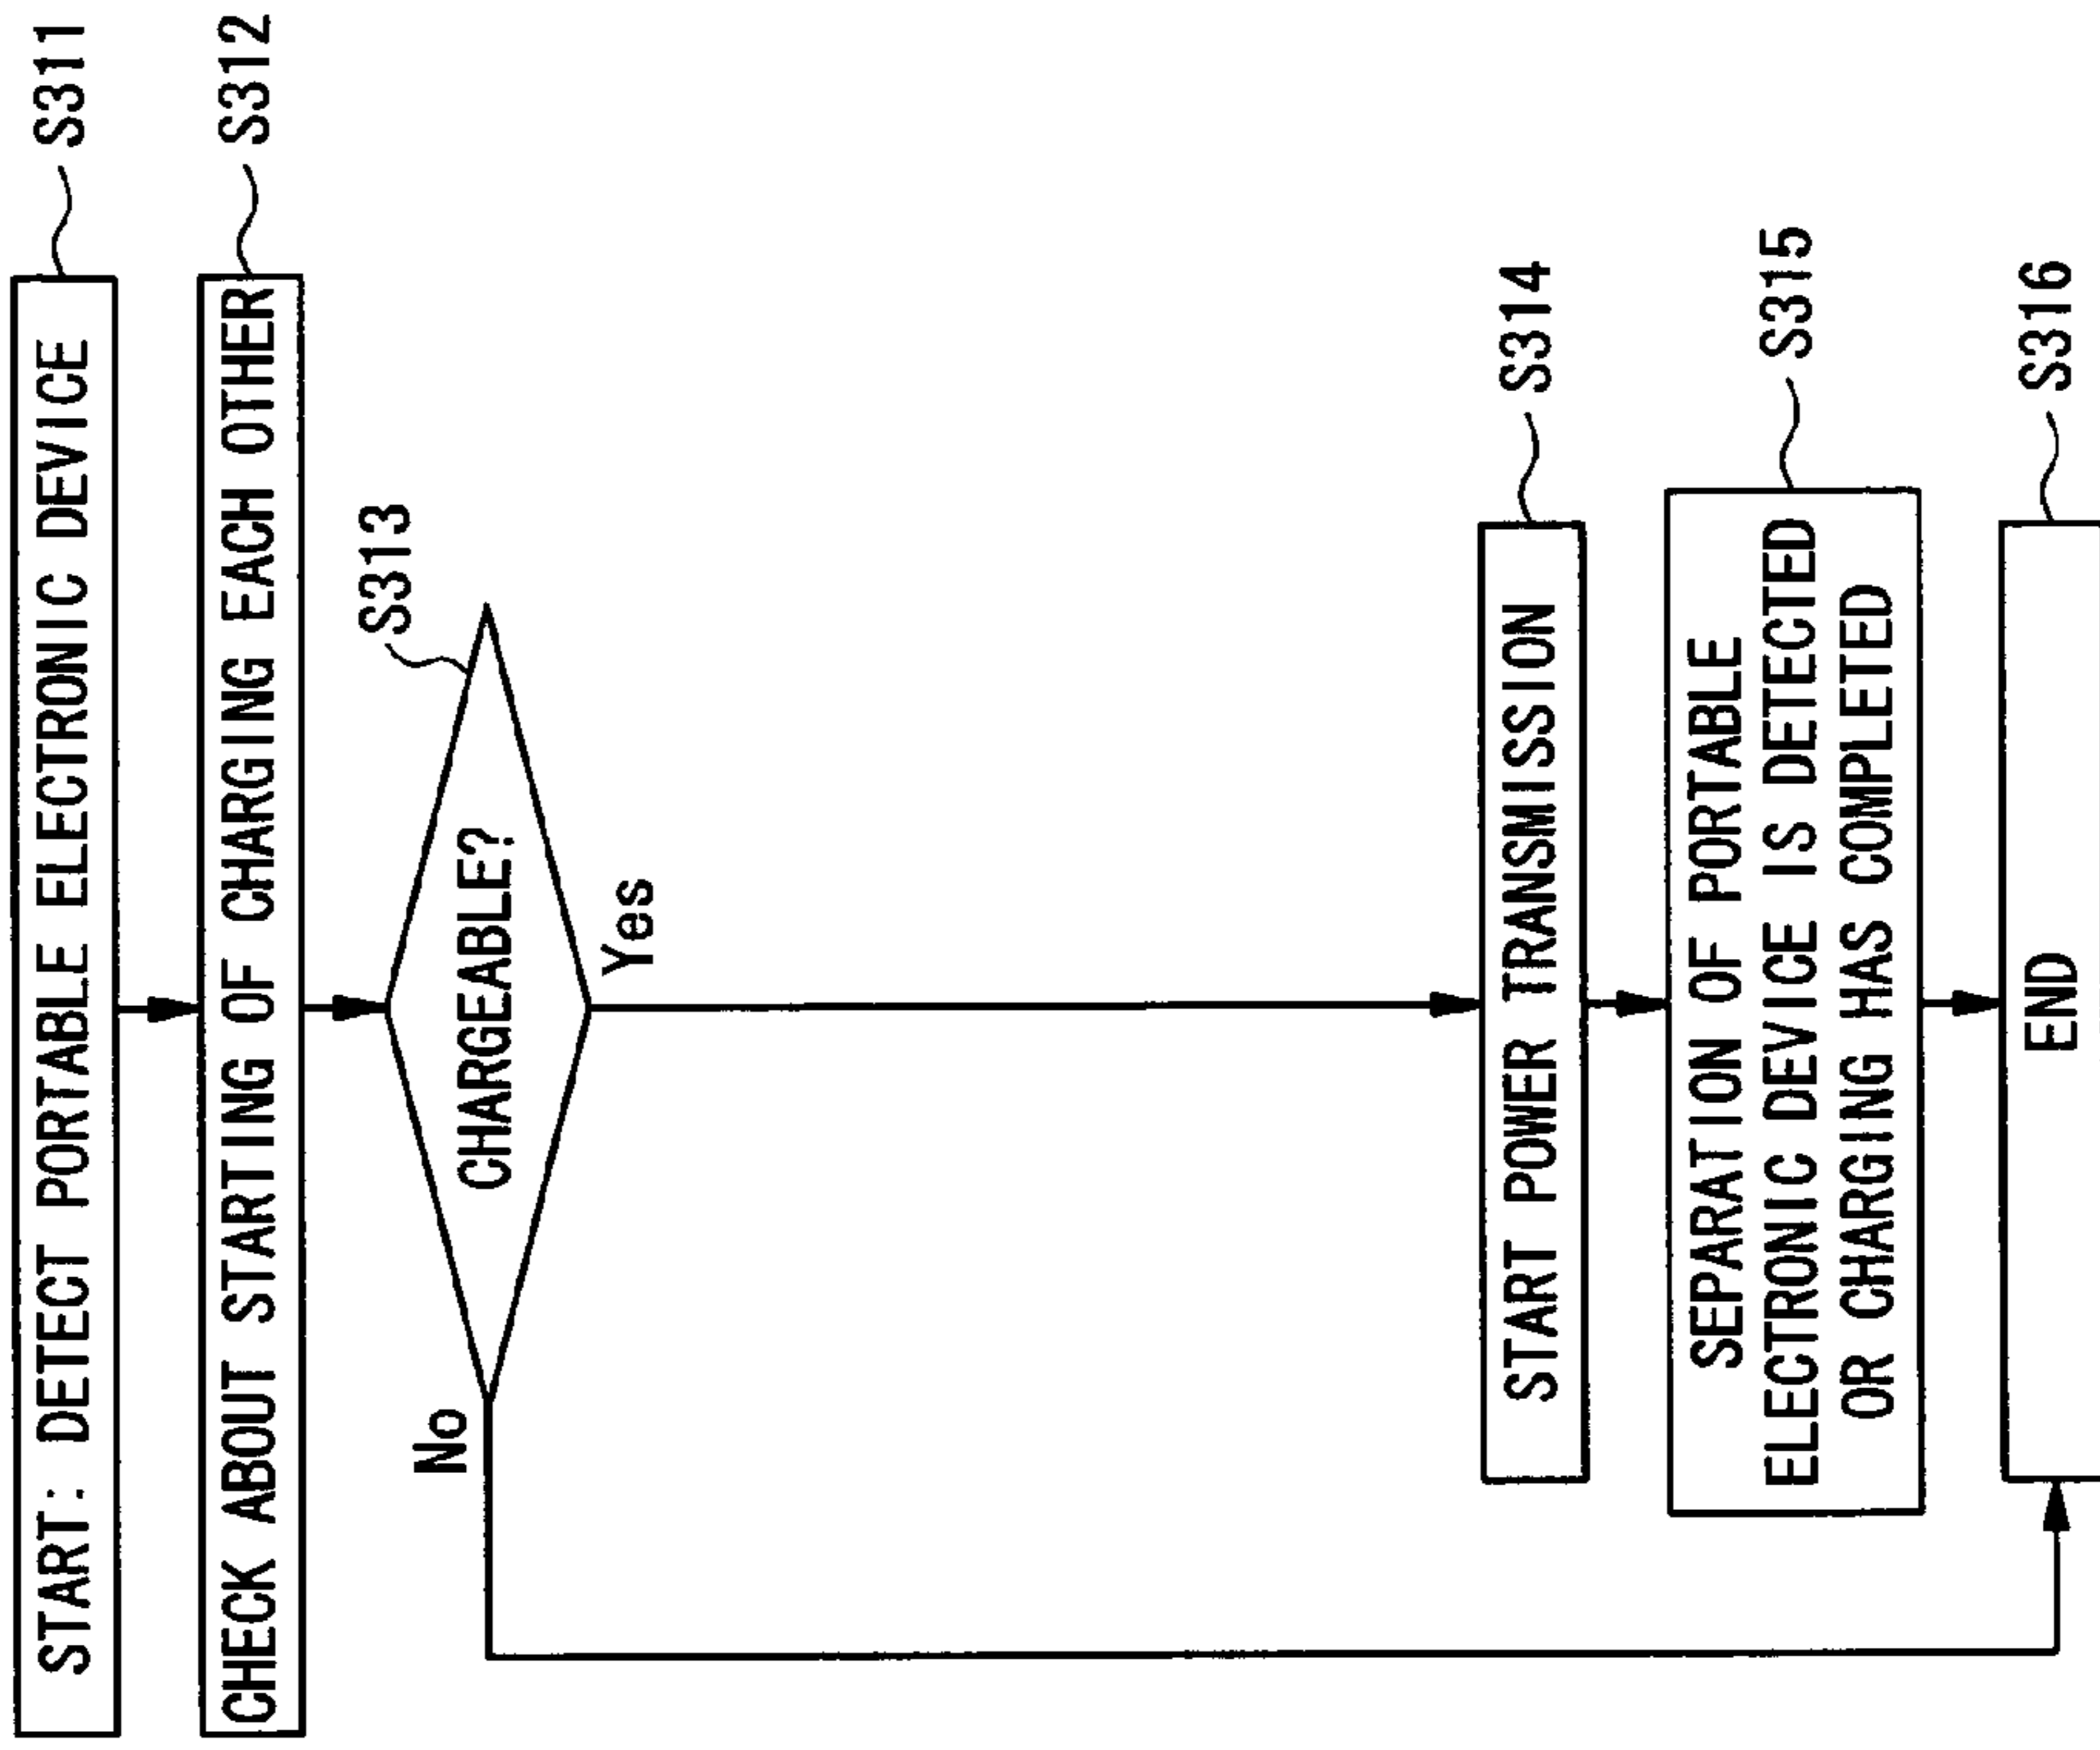 START: DETECT PORTABLE ELECTRONIC DEVICE
S311
CHECK ABOUT STARTING OF CHARGING EACH OTHER
S312
S313
CHARGEABLE?
No
Yes
START POWER TRANSMISSION
S314
SEPARATION OF PORTABLE
ELECTRONIC DEVICE IS DETECTED
OR CHARGING HAS COMPLETED
S315
END
S316